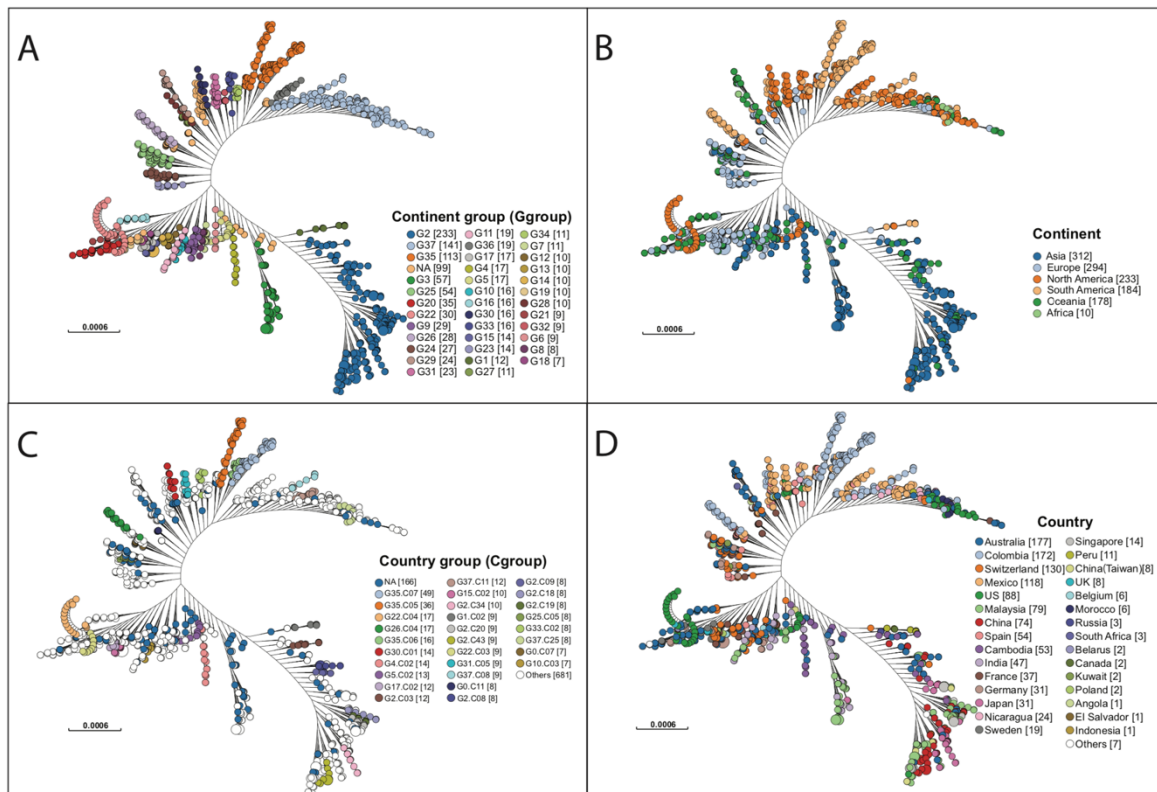 A
Continent group (Ggroup)
G2 [233] G11 [19] G34 [11]
G37 [141] G36 [19] G7 [11]
G35 [113] G17 [17] G12 [10]
NA [99] G4 [17] G13 [10]
G3 [57] G5 [17] G14 [10]
G25 [54] G10 [16] G19 [10]
G20 [35] G16 [16] G28 [10]
G22 [30] G30 [16] G21 [9]
G9 [29] G33 [16] G32 [9]
G26 [28] G15 [14] G6 [9]
G24 [27] G23 [14] G8 [8]
G29 [24] G1 [12] G18 [7]
G31 [23] G27 [11]
0.0006
B
Continent
Asia [312]
Europe [294]
North America [233]
South America [184]
Oceania [178]
Africa [10]
0.0006
C
Country group (Cgroup)
NA [166] G37.C11 [12] G2.C09 [8]
G35.C07 [49] G15.C02 [10] G2.C18 [8]
G35.C05 [36] G2.C34 [10] G2.C19 [8]
G22.C04 [17] G1.C02 [9] G25.C05 [8]
G26.C04 [17] G2.C20 [9] G33.C02 [8]
G35.C06 [16] G2.C43 [9] G37.C25 [8]
G30.C01 [14] G22.C03 [9] G0.C07 [7]
G4.C02 [14] G31.C05 [9] G10.C03 [7]
G5.C02 [13] G37.C08 [9] Others [681]
G17.C02 [12] G0.C11 [8]
G2.C03 [12] G2.C08 [8]
0.0006
D
Country
Australia [177] Singapore [14]
Colombia [172] Peru [11]
Switzerland [130] China(Taiwan)[8]
Mexico [118] UK [8]
US [88] Belgium [6]
Malaysia [79] Morocco [6]
China [74] Russia [3]
Spain [54] South Africa [3]
Cambodia [53] Belarus [2]
India [47] Canada [2]
France [37] Kuwait [2]
Germany [31] Poland [2]
Japan [31] Angola [1]
Nicaragua [24] El Salvador [1]
Sweden [19] Indonesia [1]
Others [7]
0.0006